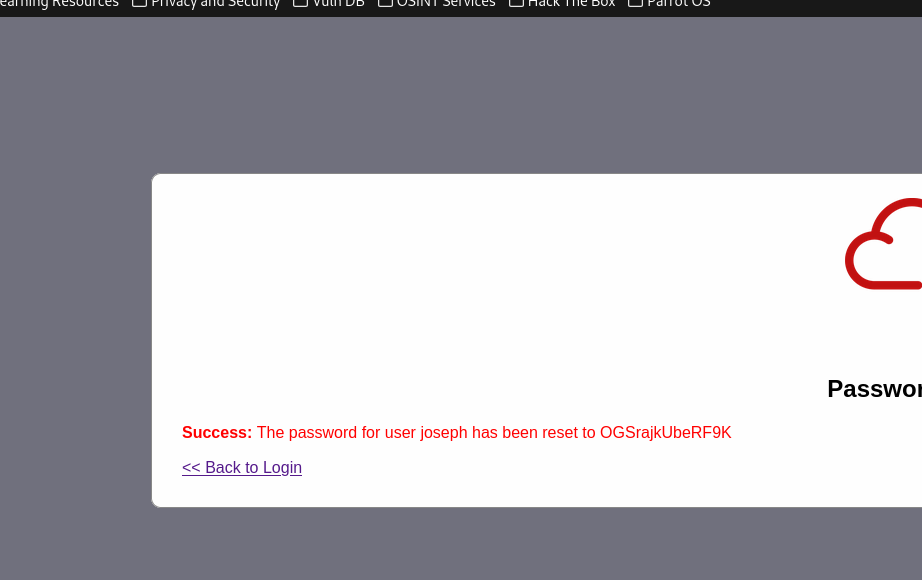 earning Resources Privacy and Security Vuln DB OSINT Services Hack The Box Parrot OS
Passwor
Success: The password for user joseph has been reset to OGSrajkUbeRF9K
<< Back to Login